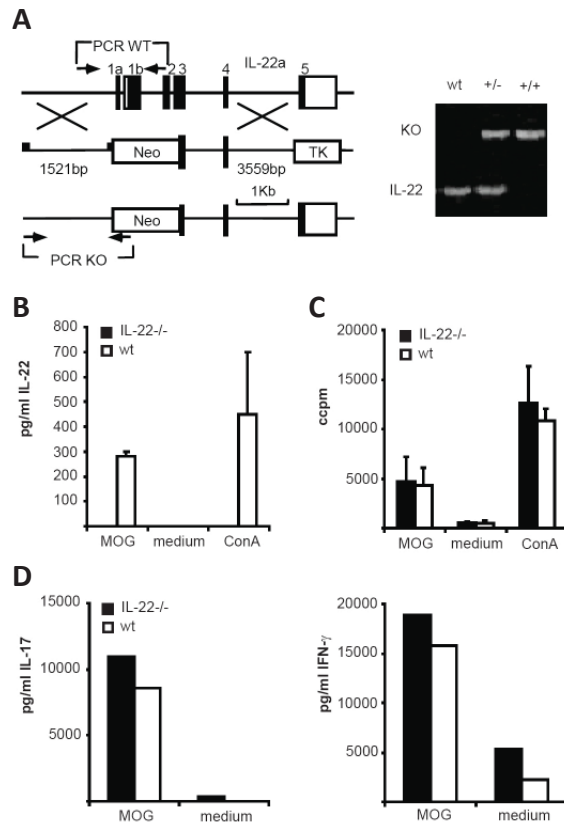 A
PCR WT
1a 1b 2 3 4 IL-22a 5
Neo TK
1521bp 3559bp
1Kb
Neo
PCR KO
wt +/- +/+
KO
IL-22
B
pg/ml IL-22
800
700
600
500
400
300
200
100
IL-22-/-
wt
MOG medium ConA
C
ccpm
20000
15000
10000
5000
IL-22-/-
wt
MOG medium ConA
D
pg/ml IL-17
15000
10000
5000
IL-22-/-
wt
MOG medium
pg/ml IFN-γ
20000
15000
10000
5000
MOG medium